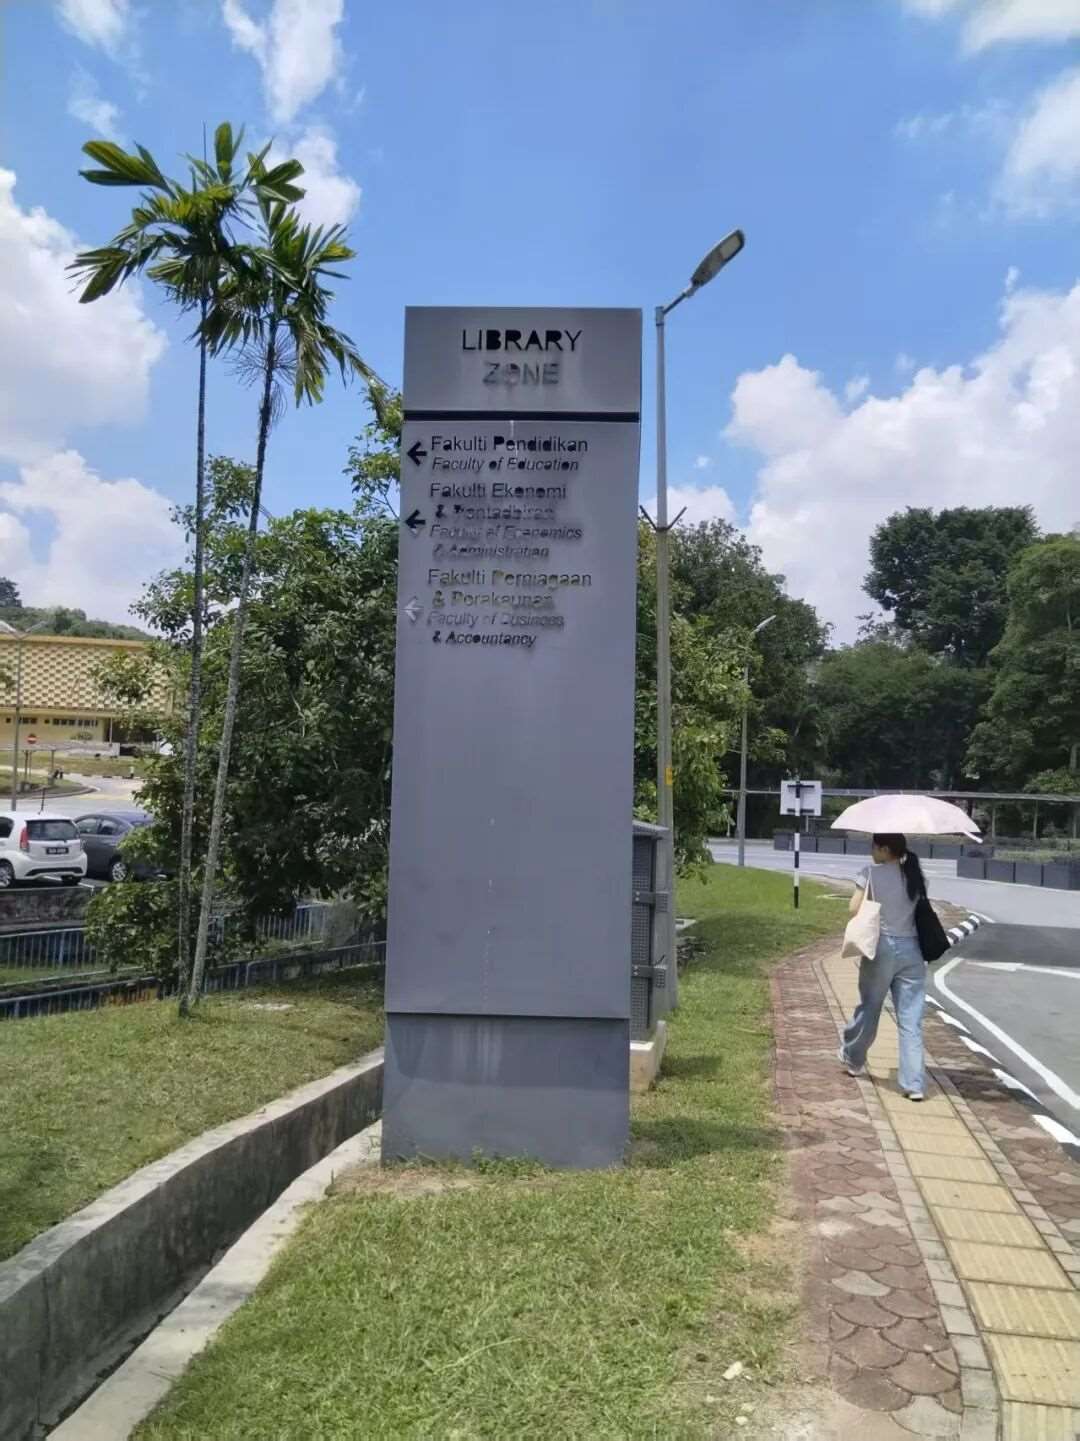 LIBRARY
ZONE
Fakulti Pendidikan
Faculty of Education
Fakulti Ekonomi
& Pentadbiran
Faculty of Economics
& Administration
Fakulti Perniagaan
& Perakaunan
Faculty of Business
& Accountancy